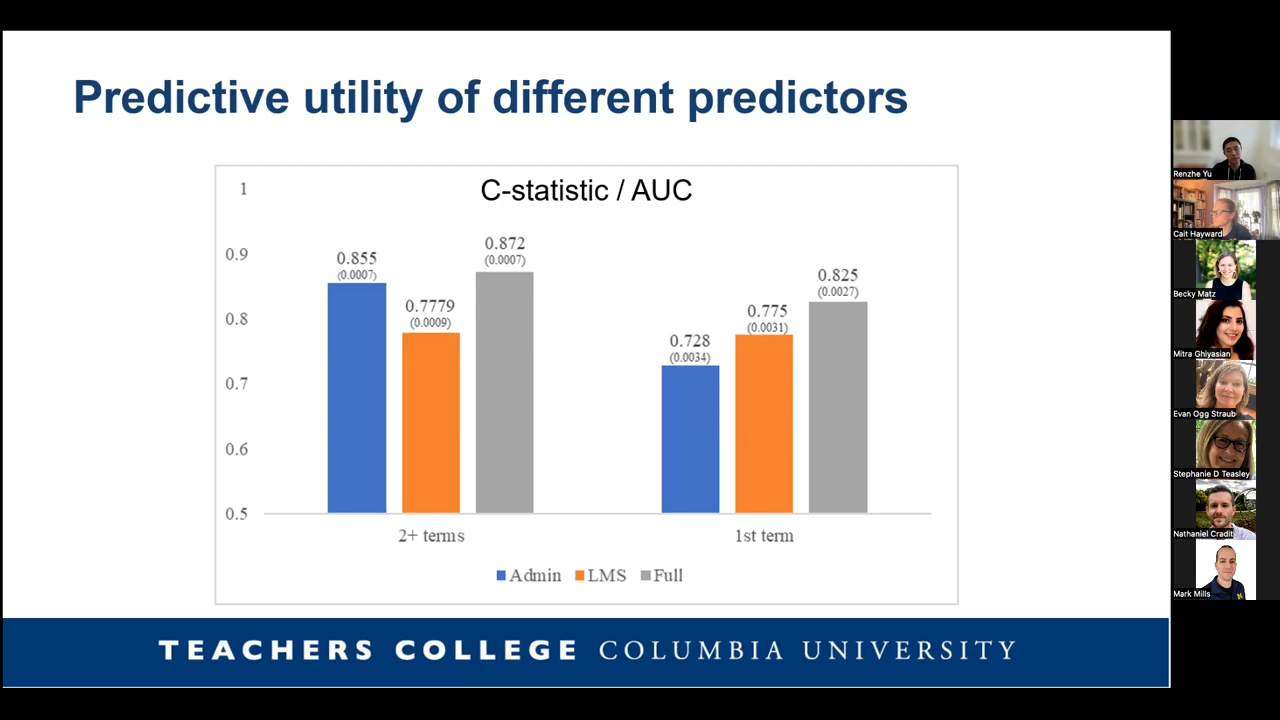 Predictive utility of different predictors
C-statistic / AUC
1
0.9
0.8
0.7
0.6
0.5
0.855
(0.0007)
0.7779
(0.0009)
0.872
(0.0007)
0.728
(0.0034)
0.775
(0.0031)
0.825
(0.0027)
2+ terms
1st term
Admin LMS Full
TEACHERS COLLEGE COLUMBIA UNIVERSITY
Renzhe Yu
Cait Hayward
Becky Matz
Mitra Ghiyasian
Evan Ogg Straub
Stephanie D Teasley
Nathaniel Cradit
Mark Mills